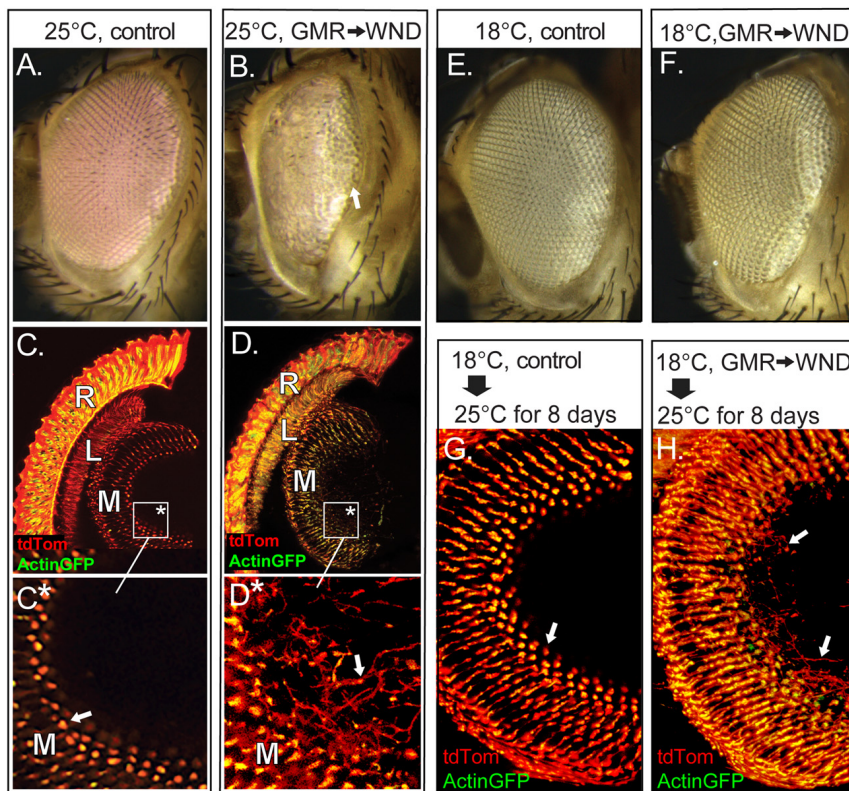 25°C, control
25°C, GMR➔WND
18°C, control
18°C,GMR➔WND
A.
B.
E.
F.
C.
R
L
M
*
tdTom
ActinGFP
D.
R
L
M
*
tdTom
ActinGFP
18°C, control
25°C for 8 days
18°C, GMR➔WND
25°C for 8 days
C*
M
D*
M
G.
tdTom
ActinGFP
H.
tdTom
ActinGFP